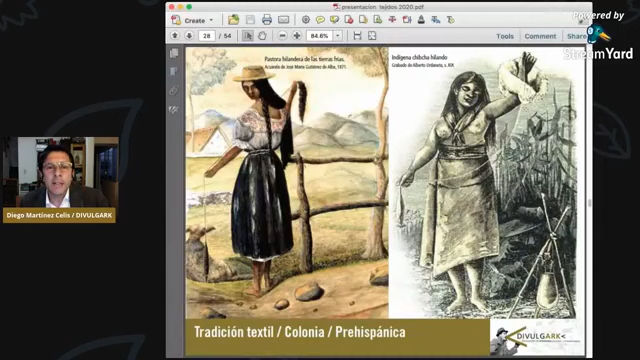 presentacion tejidos 2020.pdf
Create
28 / 54
84.6%
Tools
Comment
Share
Powered by
StreamYard
Pastora hilandera de las tierras frías.
Acuarela de José María Gutiérrez de Alba, 1871.
Indígena chibcha hilando
Grabado de Alberto Urdaneta, s. XIX
Diego Martínez Celis / DIVULGARK
Tradición textil / Colonia / Prehispánica
DIVULGARK